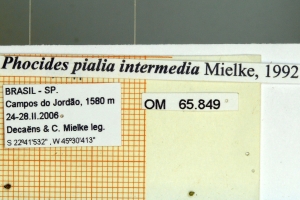 Phocides pialia intermedia Mielke, 1992
BRASIL - SP.
Campos do Jordão, 1580 m
24-28.II.2006
Decaëns & C. Mielke leg.
S 22°41'532" , W 45°30'413"
OM 65.849